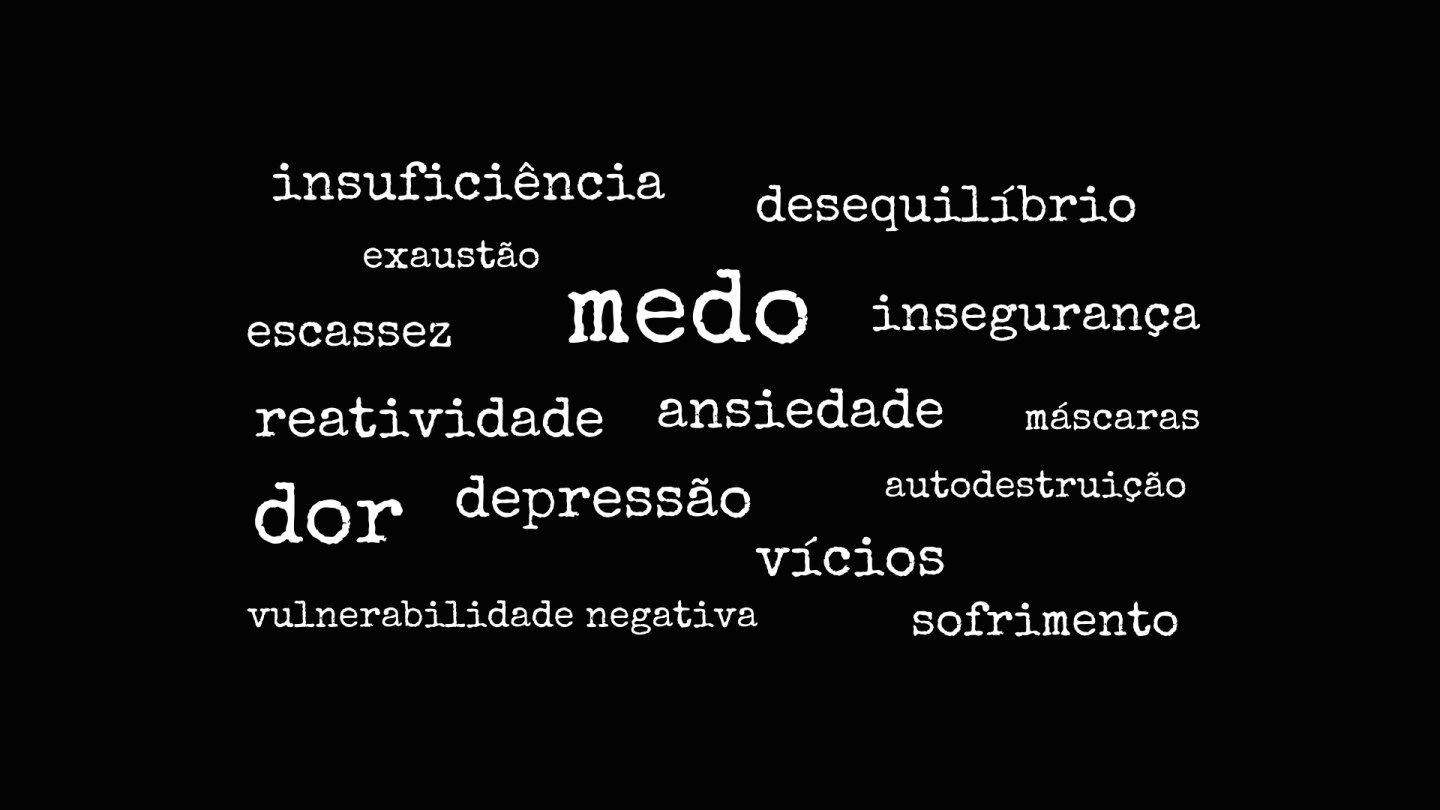 insuficiência
desequilíbrio
exaustão
medo
insegurança
escassez
reatividade
ansiedade
máscaras
dor
depressão
autodestruição
vícios
vulnerabilidade negativa
sofrimento